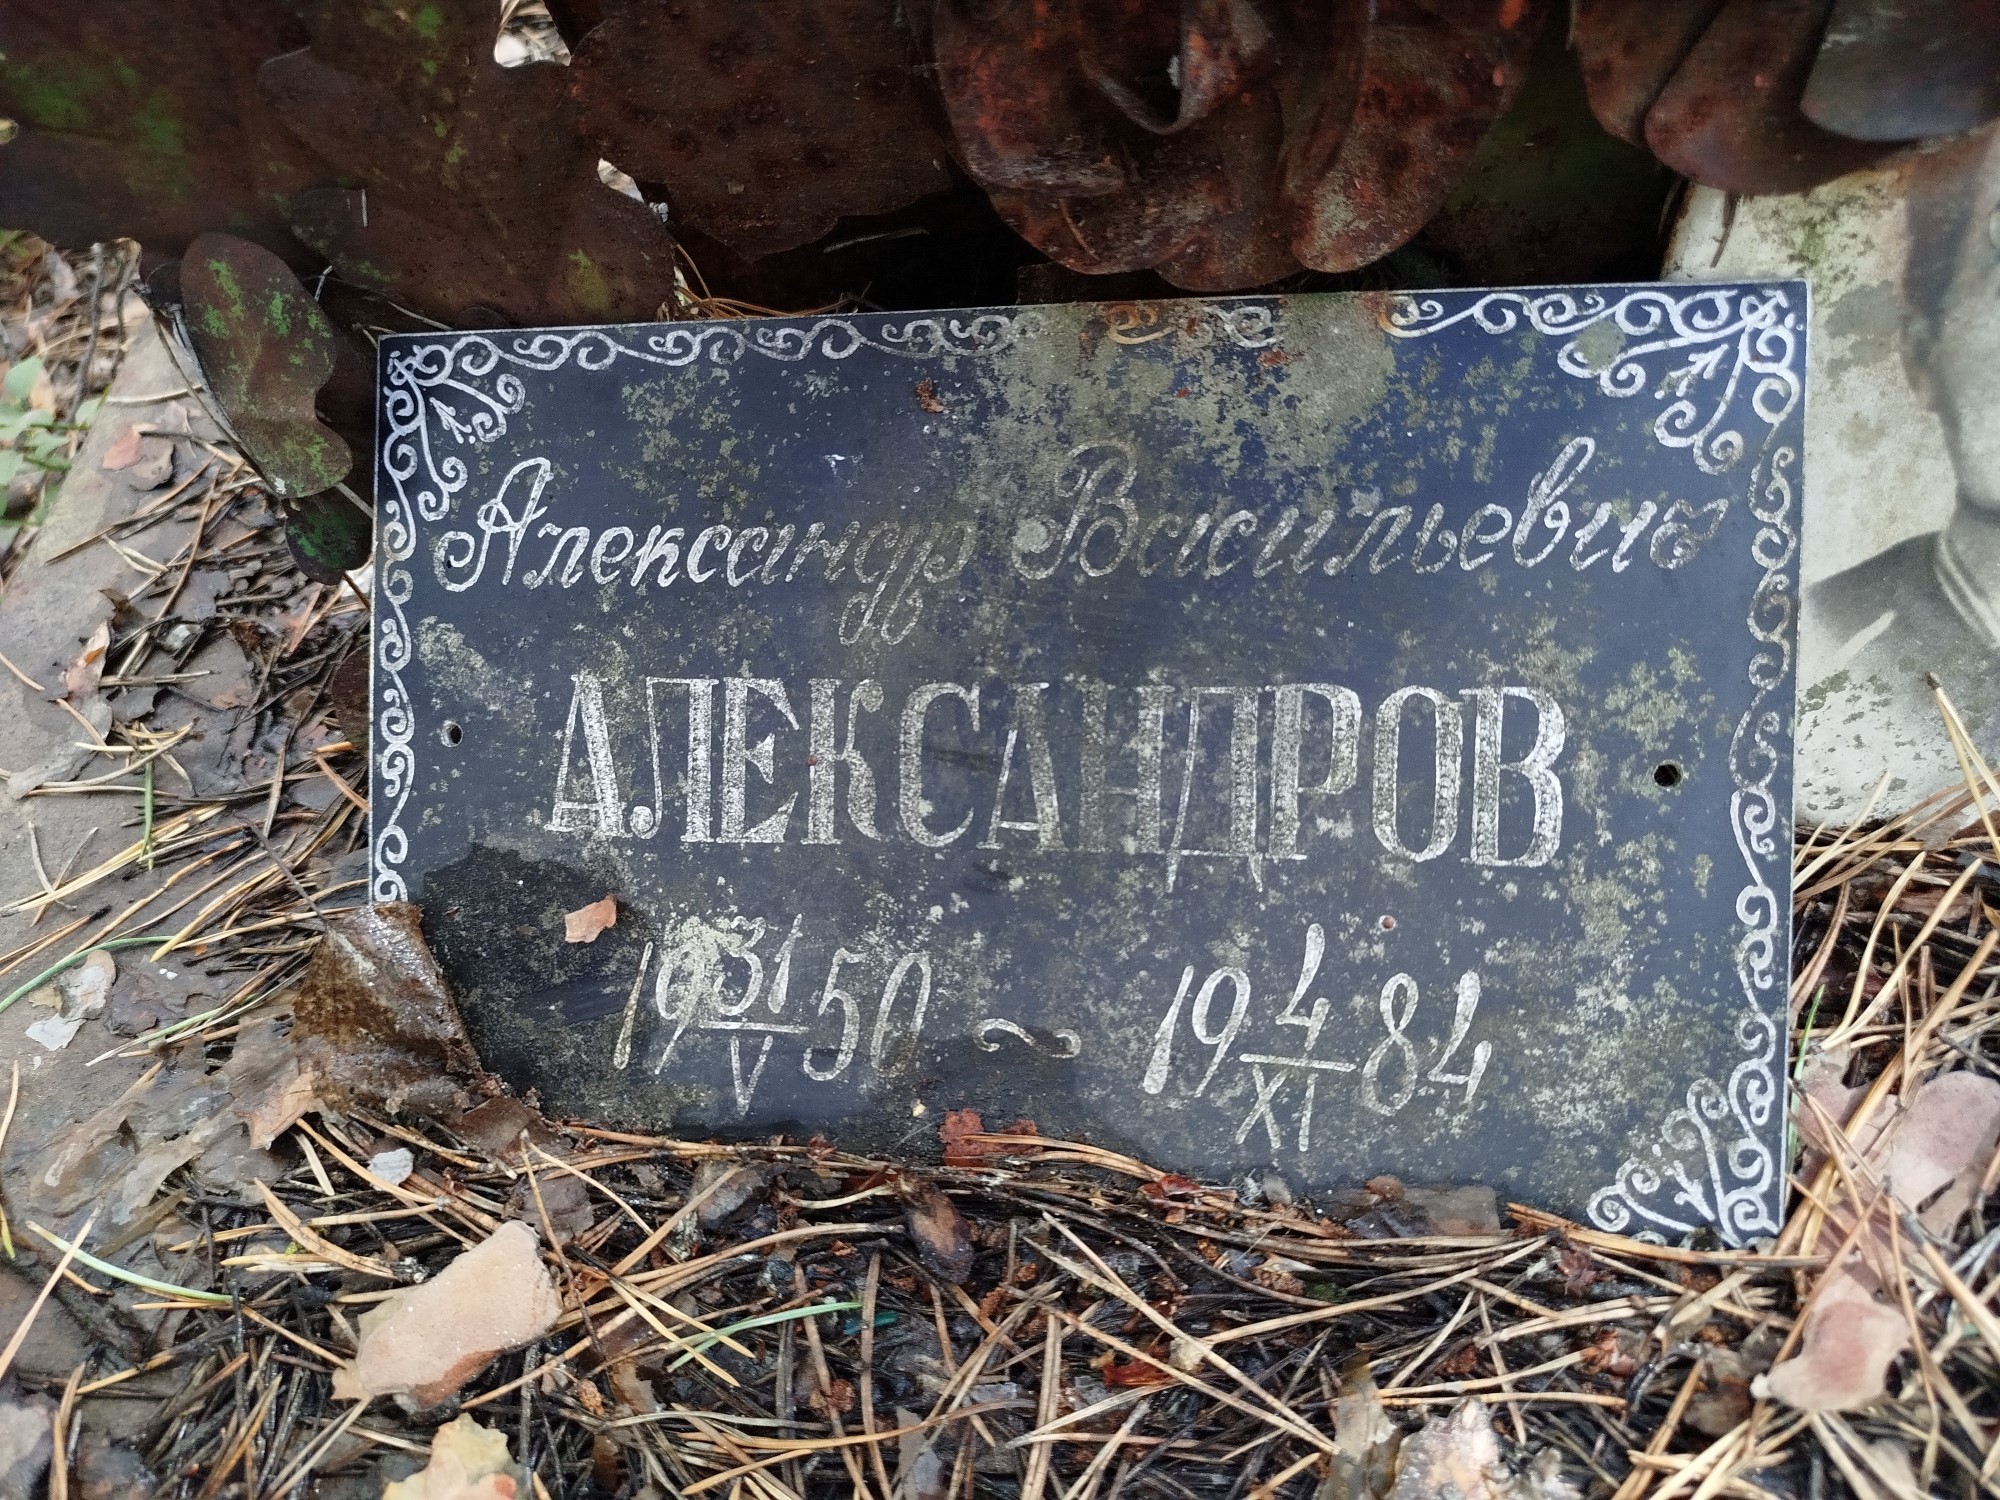 Александр Васильевич
АЛЕКСАНДРОВ
19 31/V 50 ~ 19 4/XI 84